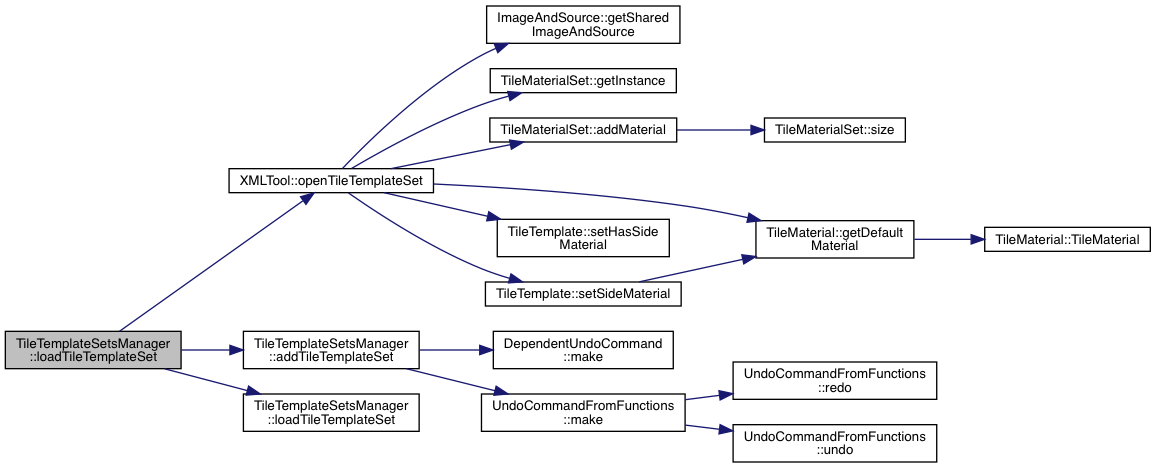 ImageAndSource::getShared
ImageAndSource
TileMaterialSet::getInstance
TileMaterialSet::addMaterial
TileMaterialSet::size
XMLTool::openTileTemplateSet
TileTemplate::setHasSide
Material
TileMaterial::getDefault
Material
TileMaterial::TileMaterial
TileTemplate::setSideMaterial
TileTemplateSetsManager
::loadTileTemplateSet
TileTemplateSetsManager
::addTileTemplateSet
DependentUndoCommand
::make
UndoCommandFromFunctions
::redo
TileTemplateSetsManager
::loadTileTemplateSet
UndoCommandFromFunctions
::make
UndoCommandFromFunctions
::undo